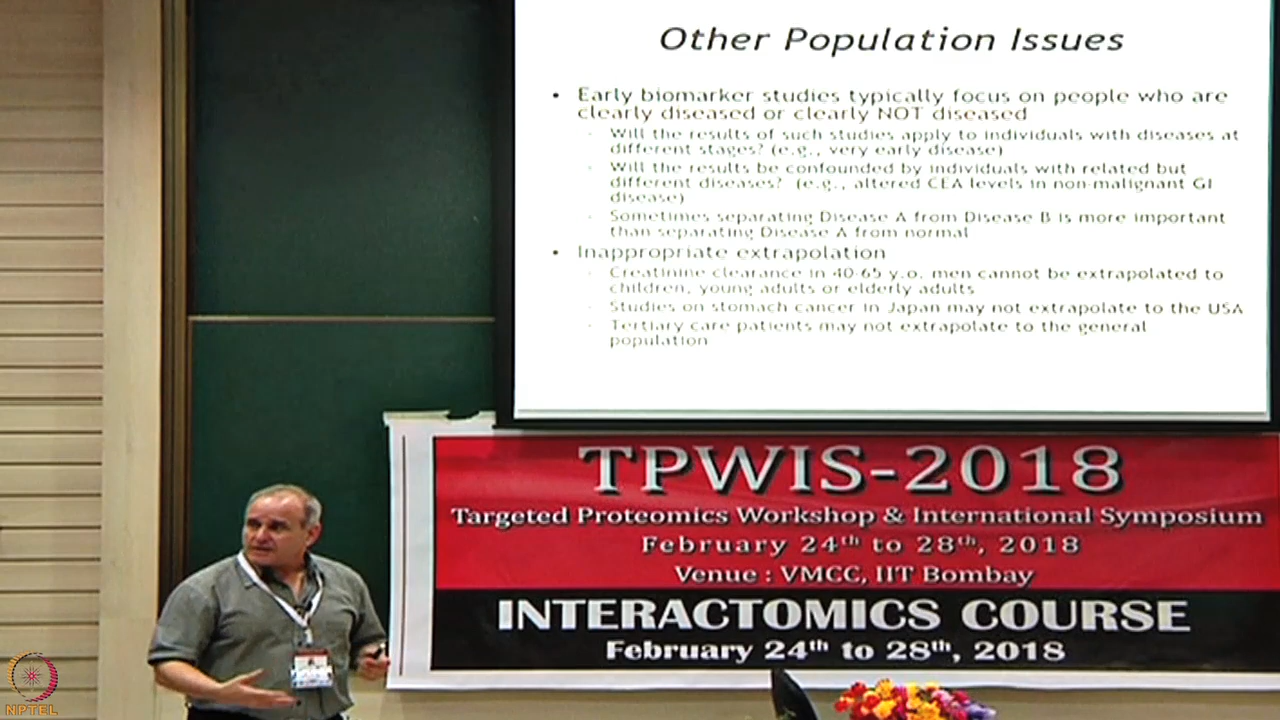 Other Population Issues
• Early biomarker studies typically focus on people who are
clearly diseased or clearly NOT diseased
- Will the results of such studies apply to individuals with diseases at
different stages? (e.g., very early disease)
- Will the results be confounded by individuals with related but
different diseases? (e.g., altered CEA levels in non-malignant GI
disease)
- Sometimes separating Disease A from Disease B is more important
than separating Disease A from normal
• Inappropriate extrapolation
- Creatinine clearance in 40-65 y.o. men cannot be extrapolated to
children, young adults or elderly adults
- Studies on stomach cancer in Japan may not extrapolate to the USA
- Tertiary care patients may not extrapolate to the general
population
TPWIS-2018
Targeted Proteomics Workshop & International Symposium
February 24th to 28th, 2018
Venue : VMCC, IIT Bombay
INTERACTOMICS COURSE
February 24th to 28th, 2018
NPTEL